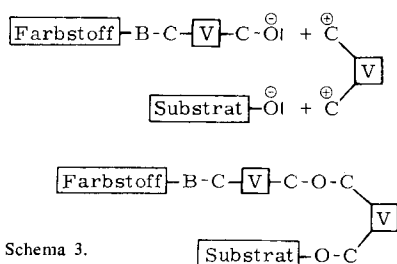 Farbstoff-B-C-V-C-O⊖| + C⊕
V
Substrat-O⊖| + C⊕
Farbstoff-B-C-V-C-O-C
V
Schema 3. Substrat-O-C